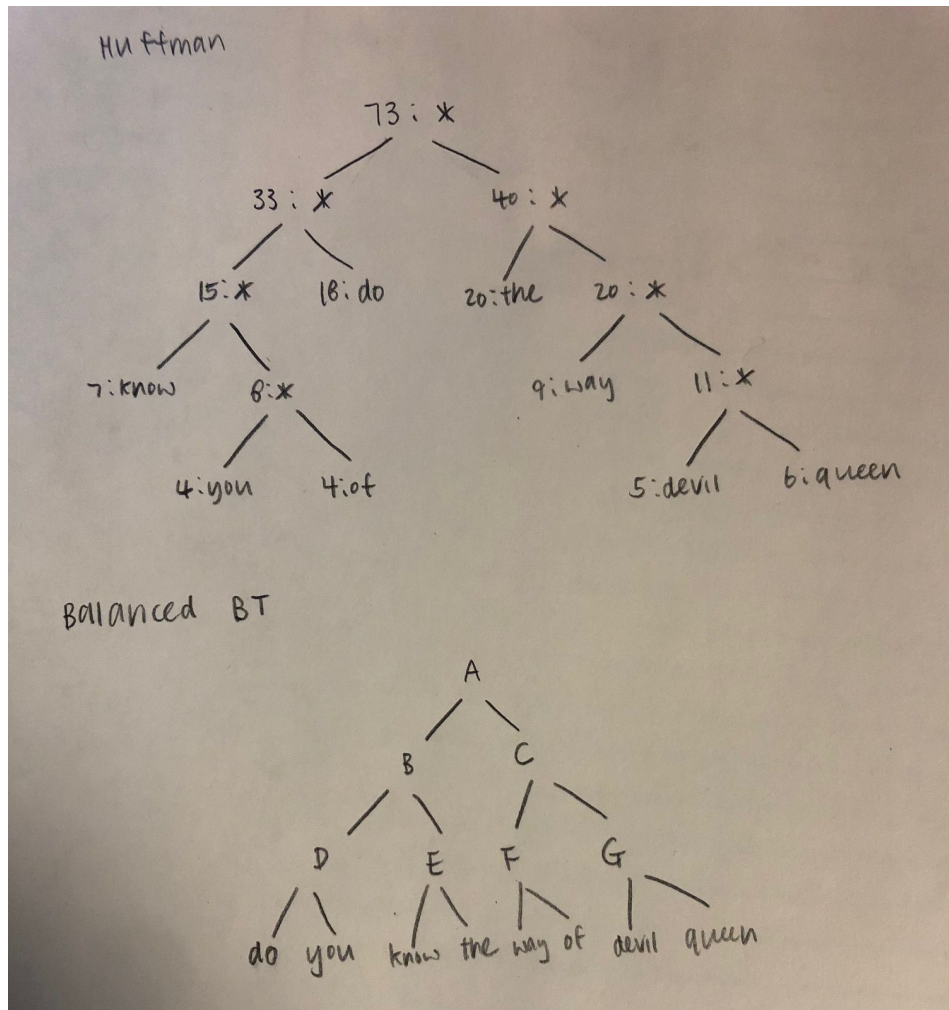 Huffman
73: *
33: * 40: *
15:* 18:do 20:the 20:*
7:know 8:* 9:way 11:*
4:you 4:of 5:devil 6:queen
Balanced BT
A
B C
D E F G
do you know the way of devil queen